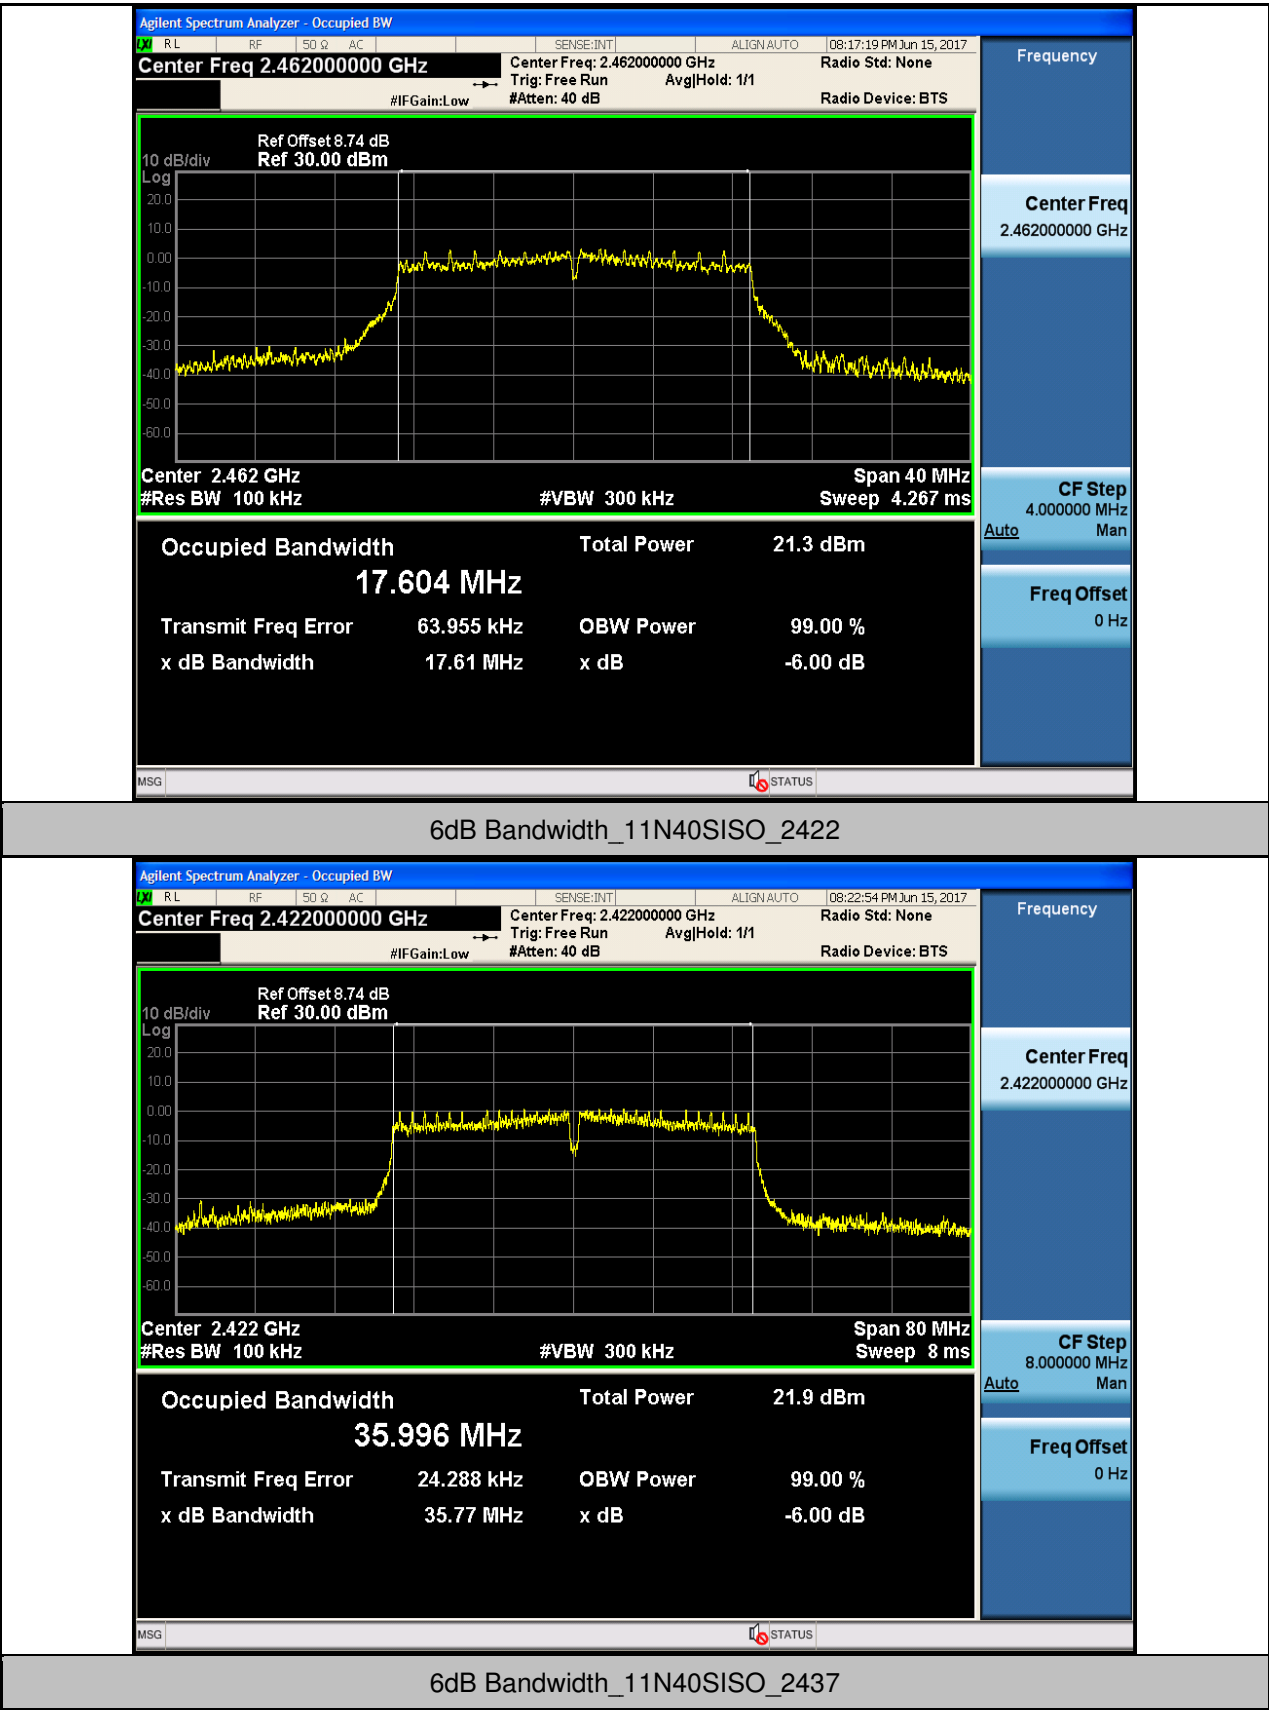 Agilent Spectrum Analyzer - Occupied BW
LXI RL RF 50 Ω AC SENSE:INT ALIGN AUTO 08:17:19 PM Jun 15, 2017
Center Freq 2.462000000 GHz
Center Freq: 2.462000000 GHz
Radio Std: None
Trig: Free Run Avg|Hold: 1/1
#IFGain:Low #Atten: 40 dB Radio Device: BTS
Ref Offset 8.74 dB
10 dB/div Ref 30.00 dBm
Log
20.0
10.0
0.00
-10.0
-20.0
-30.0
-40.0
-50.0
-60.0
Center 2.462 GHz Span 40 MHz
#Res BW 100 kHz #VBW 300 kHz Sweep 4.267 ms
Occupied Bandwidth Total Power 21.3 dBm
17.604 MHz
Transmit Freq Error 63.955 kHz OBW Power 99.00 %
x dB Bandwidth 17.61 MHz x dB -6.00 dB
MSG STATUS
Frequency
Center Freq
2.462000000 GHz
CF Step
4.000000 MHz
Auto Man
Freq Offset
0 Hz
6dB Bandwidth_11N40SISO_2422
Agilent Spectrum Analyzer - Occupied BW
LXI RL RF 50 Ω AC SENSE:INT ALIGN AUTO 08:22:54 PM Jun 15, 2017
Center Freq 2.422000000 GHz
Center Freq: 2.422000000 GHz
Radio Std: None
Trig: Free Run Avg|Hold: 1/1
#IFGain:Low #Atten: 40 dB Radio Device: BTS
Ref Offset 8.74 dB
10 dB/div Ref 30.00 dBm
Log
20.0
10.0
0.00
-10.0
-20.0
-30.0
-40.0
-50.0
-60.0
Center 2.422 GHz Span 80 MHz
#Res BW 100 kHz #VBW 300 kHz Sweep 8 ms
Occupied Bandwidth Total Power 21.9 dBm
35.996 MHz
Transmit Freq Error 24.288 kHz OBW Power 99.00 %
x dB Bandwidth 35.77 MHz x dB -6.00 dB
MSG STATUS
Frequency
Center Freq
2.422000000 GHz
CF Step
8.000000 MHz
Auto Man
Freq Offset
0 Hz
6dB Bandwidth_11N40SISO_2437